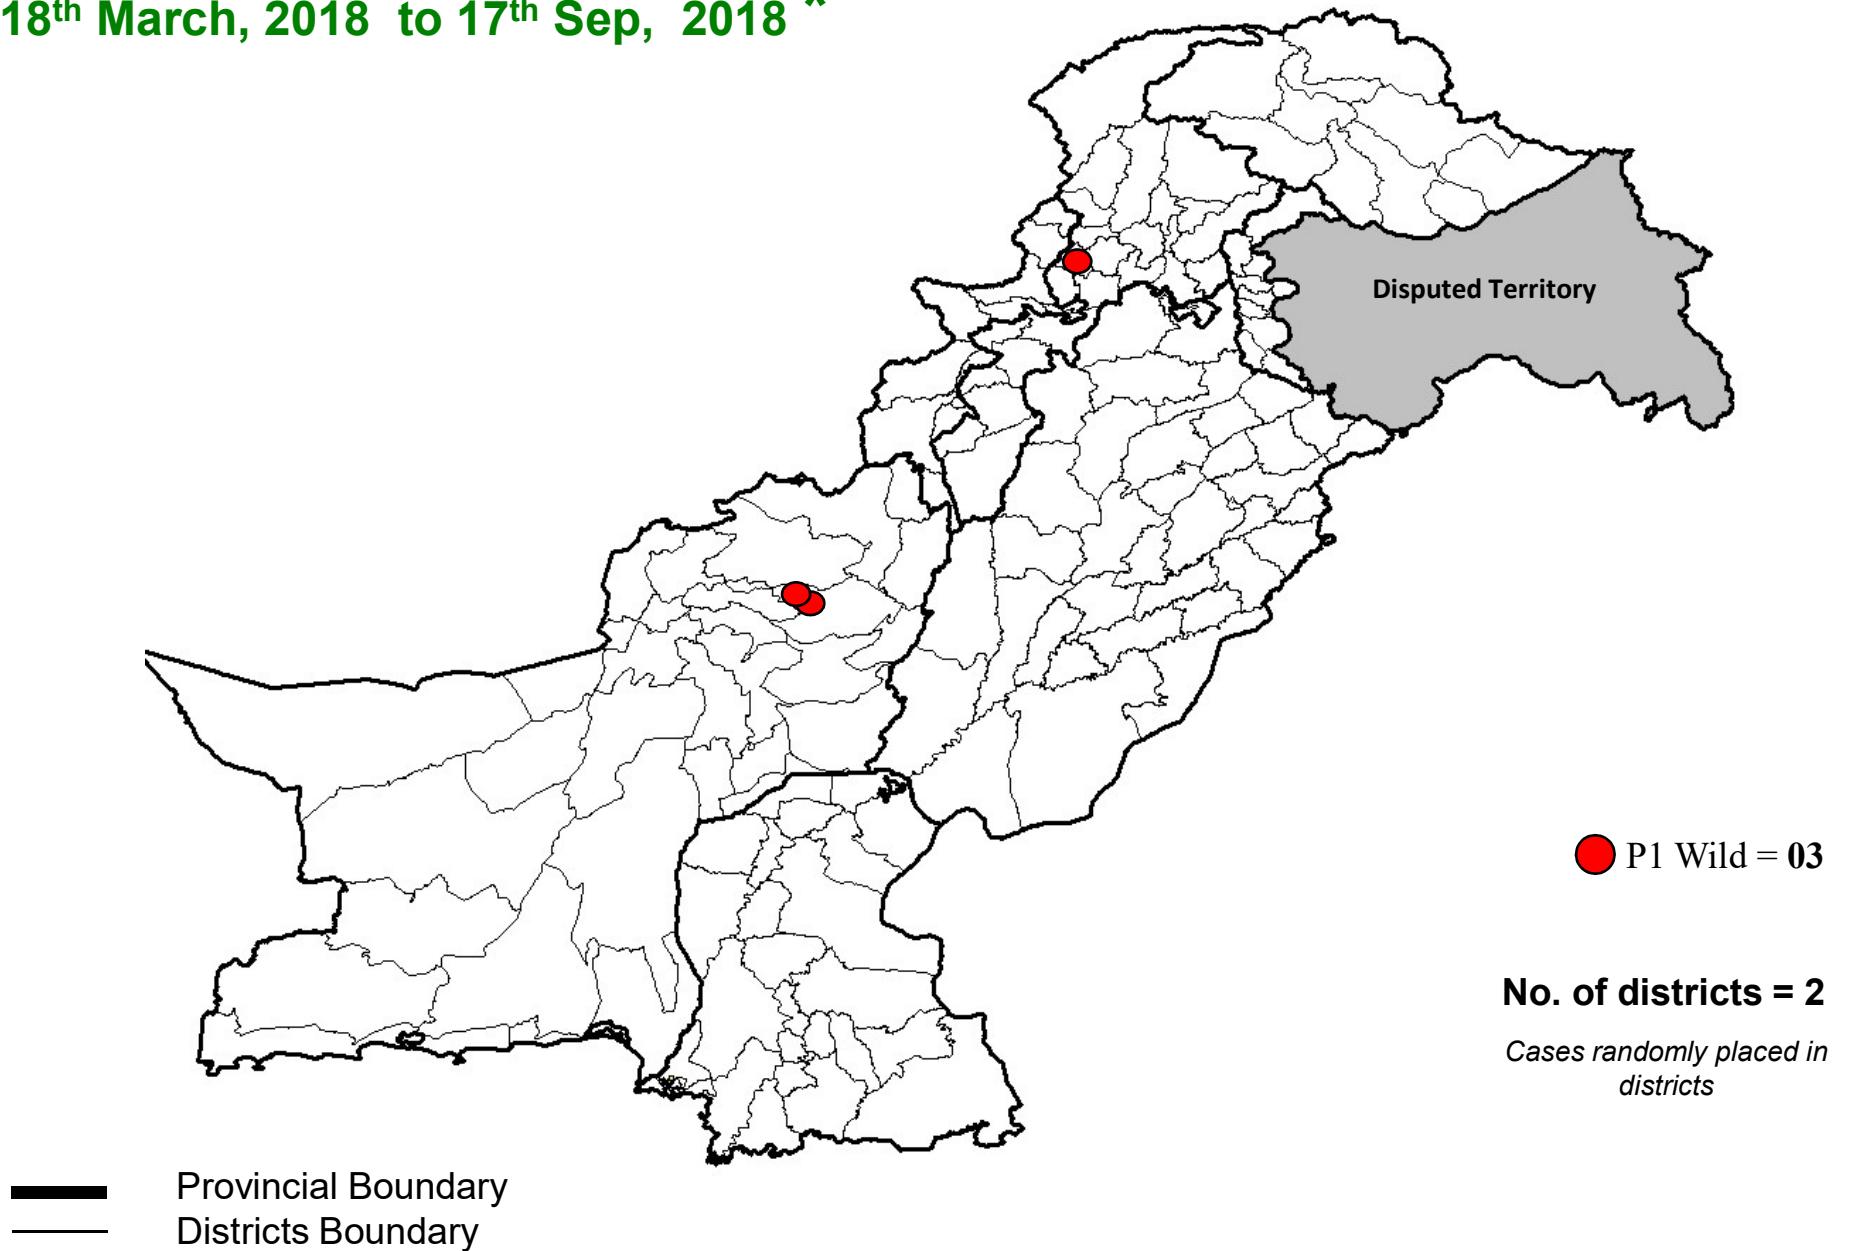 18th March, 2018 to 17th Sep, 2018 *
Disputed Territory
P1 Wild = 03
No. of districts = 2
Cases randomly placed in
districts
Provincial Boundary
Districts Boundary